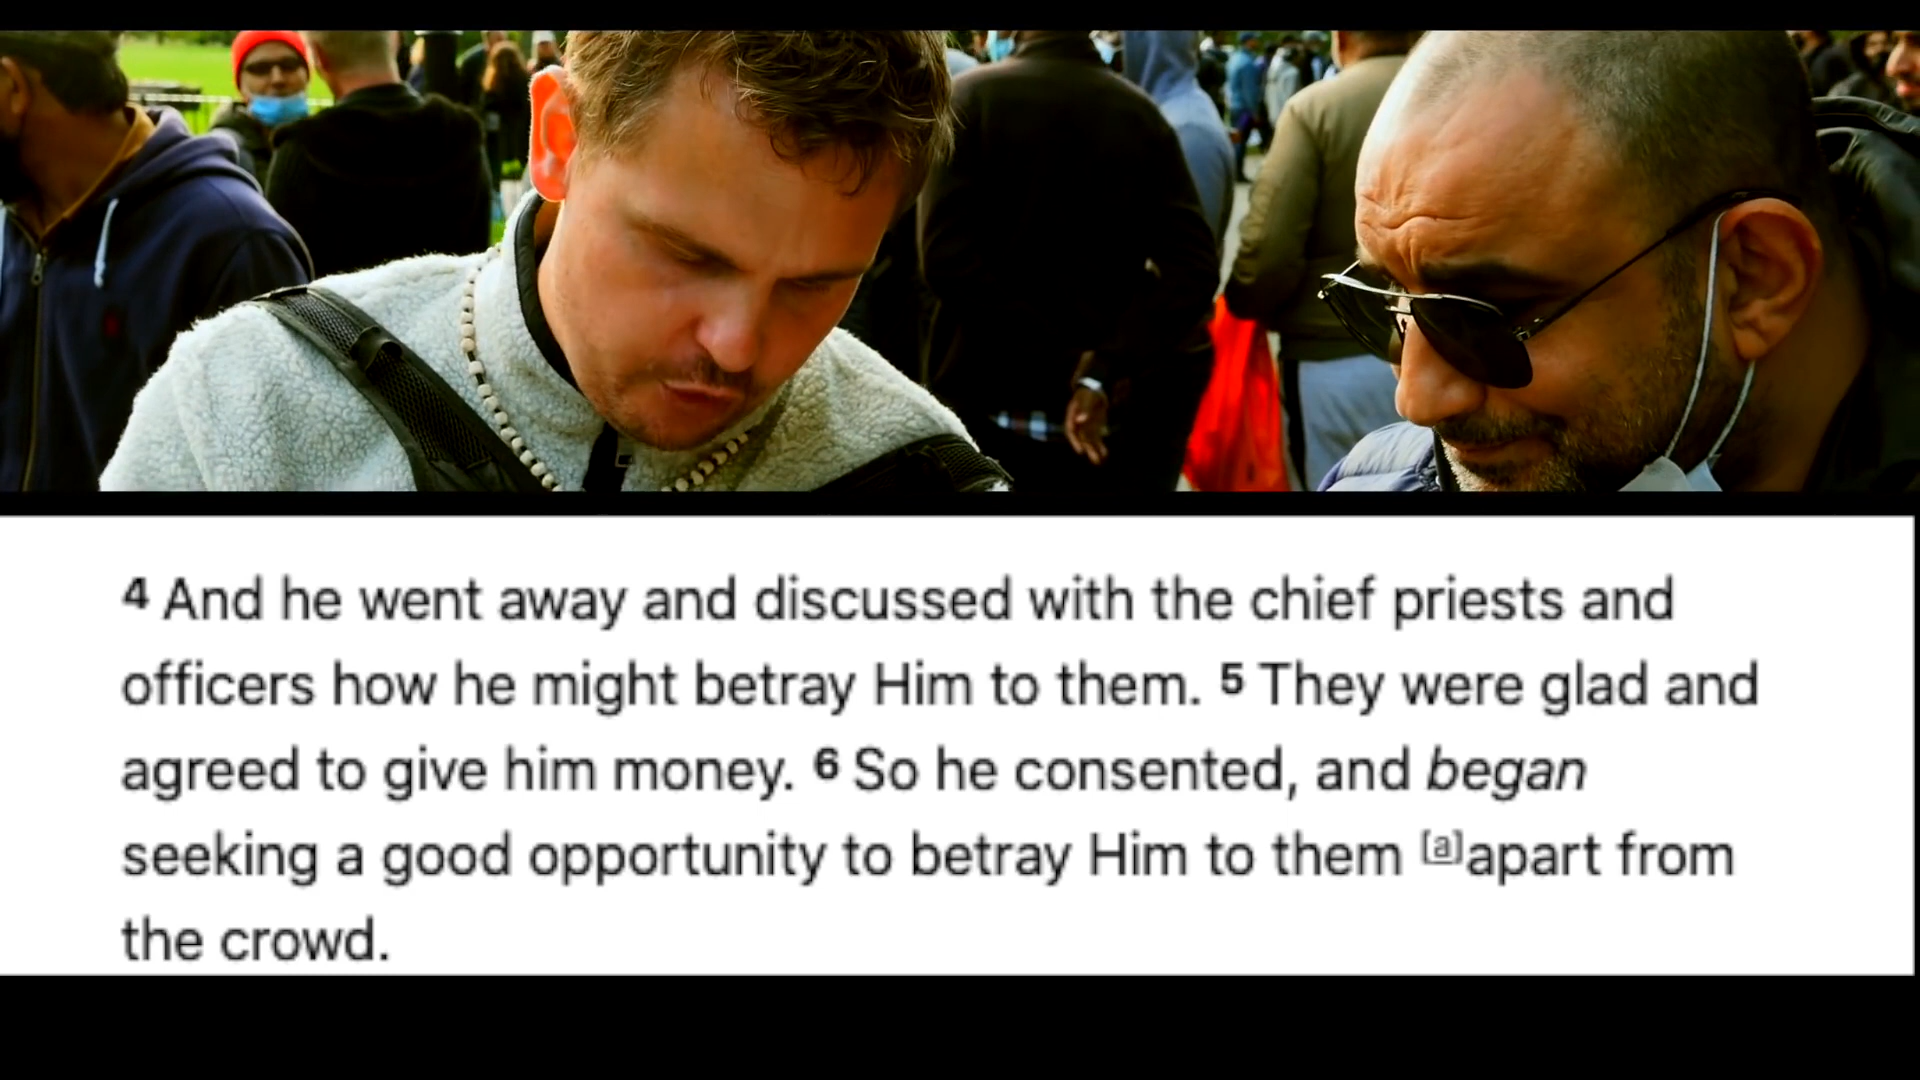 4 And he went away and discussed with the chief priests and
officers how he might betray Him to them. 5 They were glad and
agreed to give him money. 6 So he consented, and began
seeking a good opportunity to betray Him to them [a]apart from
the crowd.